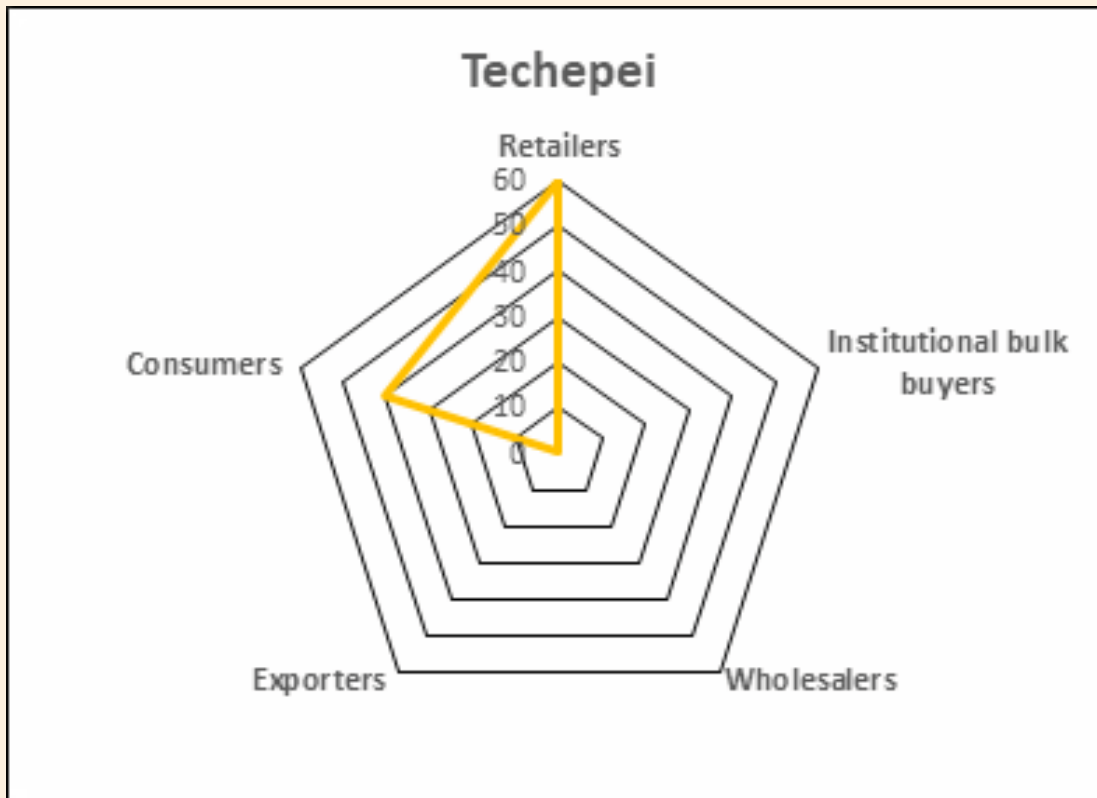 Techepei
Retailers
60
50
40
30
20
10
0
Institutional bulk
buyers
Consumers
Exporters
Wholesalers